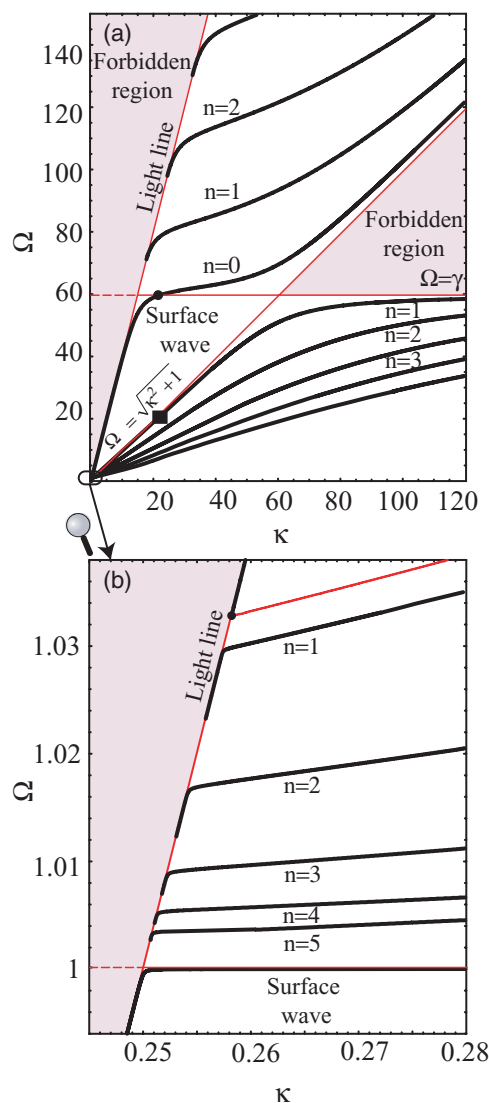 (a)
Forbidden
region
Light line
n=2
n=1
n=0
Forbidden
region
Ω=γ
Surface
wave
n=1
n=2
n=3
Ω = √κ² +1
140
120
100
80
60
40
20
Ω
20 40 60 80 100 120
κ
(b)
Light line
n=1
n=2
n=3
n=4
n=5
Surface
wave
1.03
1.02
1.01
1
Ω
0.25 0.26 0.27 0.28
κ